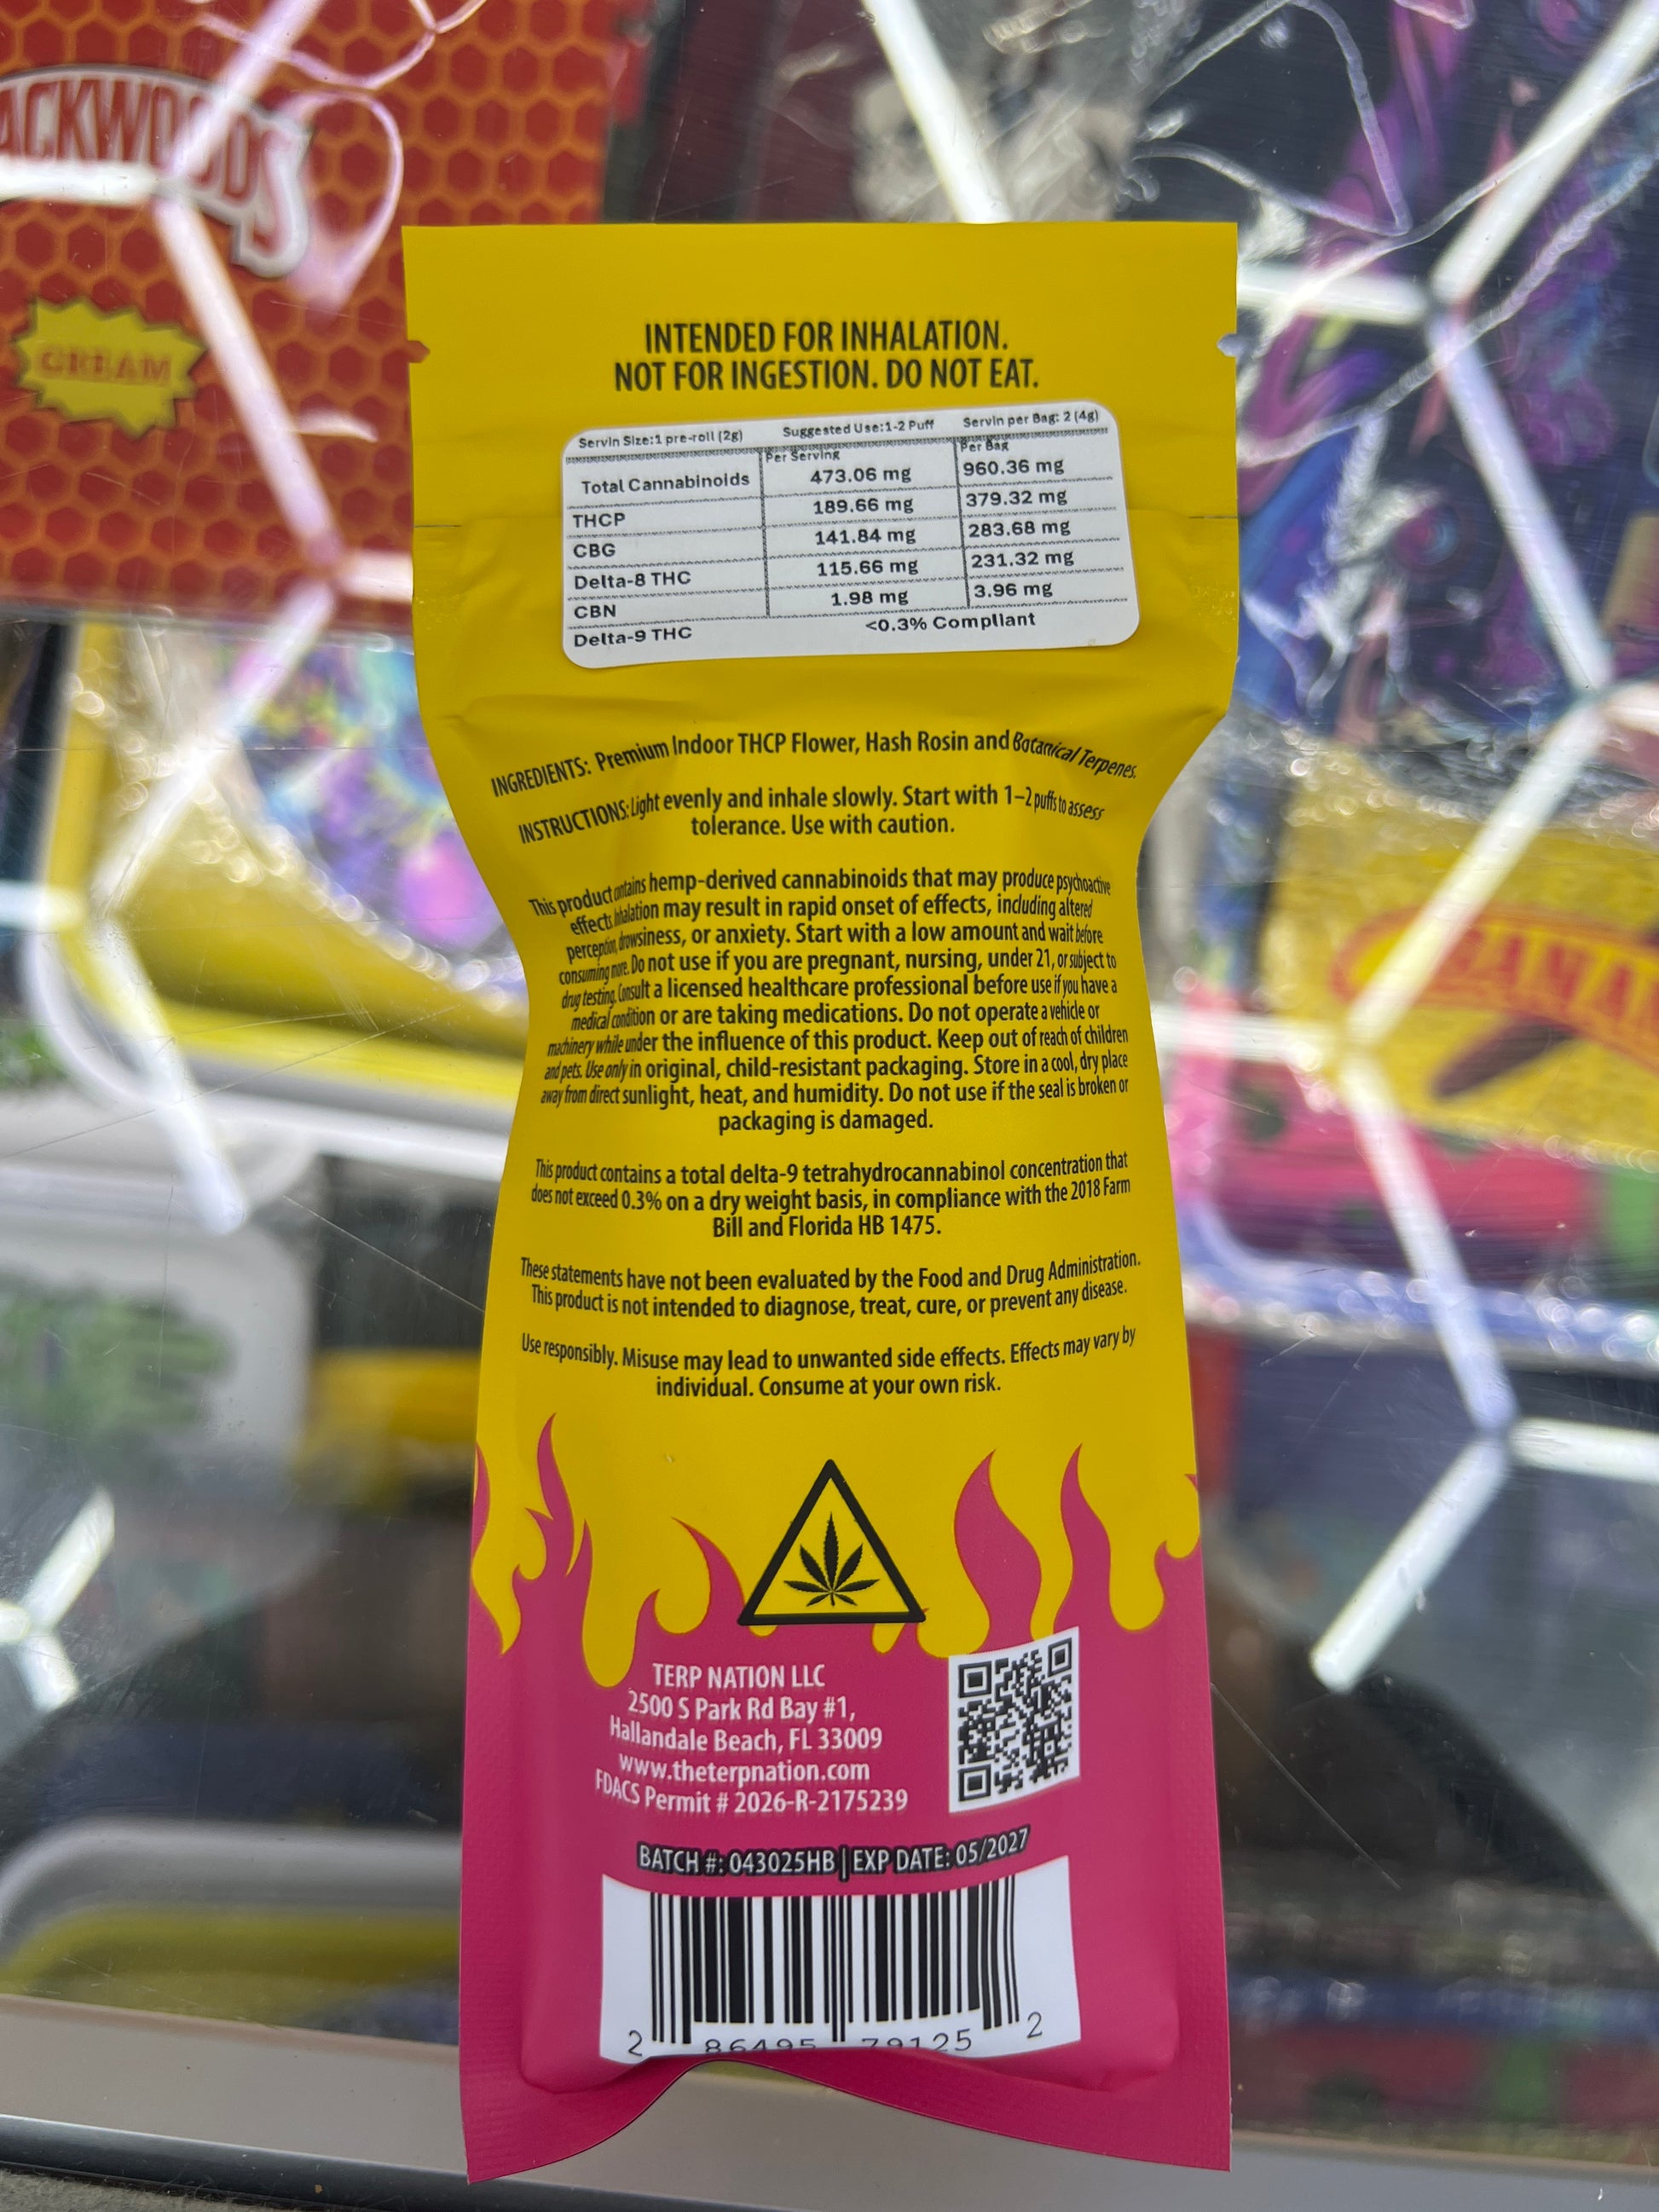 ACKWOODS
CREAM
INTENDED FOR INHALATION.
NOT FOR INGESTION. DO NOT EAT.
Servin Size:1 pre-roll (2g) Suggested Use:1-2 Puff Servin per Bag: 2 (4g)
Per Serving Per Bag
Total Cannabinoids 473.06 mg 960.36 mg
THCP 189.66 mg 379.32 mg
CBG 141.84 mg 283.68 mg
Delta-8 THC 115.66 mg 231.32 mg
CBN 1.98 mg 3.96 mg
Delta-9 THC <0.3% Compliant
INGREDIENTS: Premium Indoor THCP Flower, Hash Rosin and Botanical Terpenes.
INSTRUCTIONS: Light evenly and inhale slowly. Start with 1–2 puffs to assess
tolerance. Use with caution.
This product contains hemp-derived cannabinoids that may produce psychoactive
effects. Inhalation may result in rapid onset of effects, including altered
perception, drowsiness, or anxiety. Start with a low amount and wait before
consuming more. Do not use if you are pregnant, nursing, under 21, or subject to
drug testing. Consult a licensed healthcare professional before use if you have a
medical condition or are taking medications. Do not operate a vehicle or
machinery while under the influence of this product. Keep out of reach of children
and pets. Use only in original, child-resistant packaging. Store in a cool, dry place
away from direct sunlight, heat, and humidity. Do not use if the seal is broken or
packaging is damaged.
This product contains a total delta-9 tetrahydrocannabinol concentration that
does not exceed 0.3% on a dry weight basis, in compliance with the 2018 Farm
Bill and Florida HB 1475.
These statements have not been evaluated by the Food and Drug Administration.
This product is not intended to diagnose, treat, cure, or prevent any disease.
Use responsibly. Misuse may lead to unwanted side effects. Effects may vary by
individual. Consume at your own risk.
BANANA
TERP NATION LLC
2500 S Park Rd Bay #1,
Hallandale Beach, FL 33009
www.theterpnation.com
FDACS Permit # 2026-R-2175239
BATCH #: 043025HB | EXP DATE: 05/2027
2 86495 79125 2